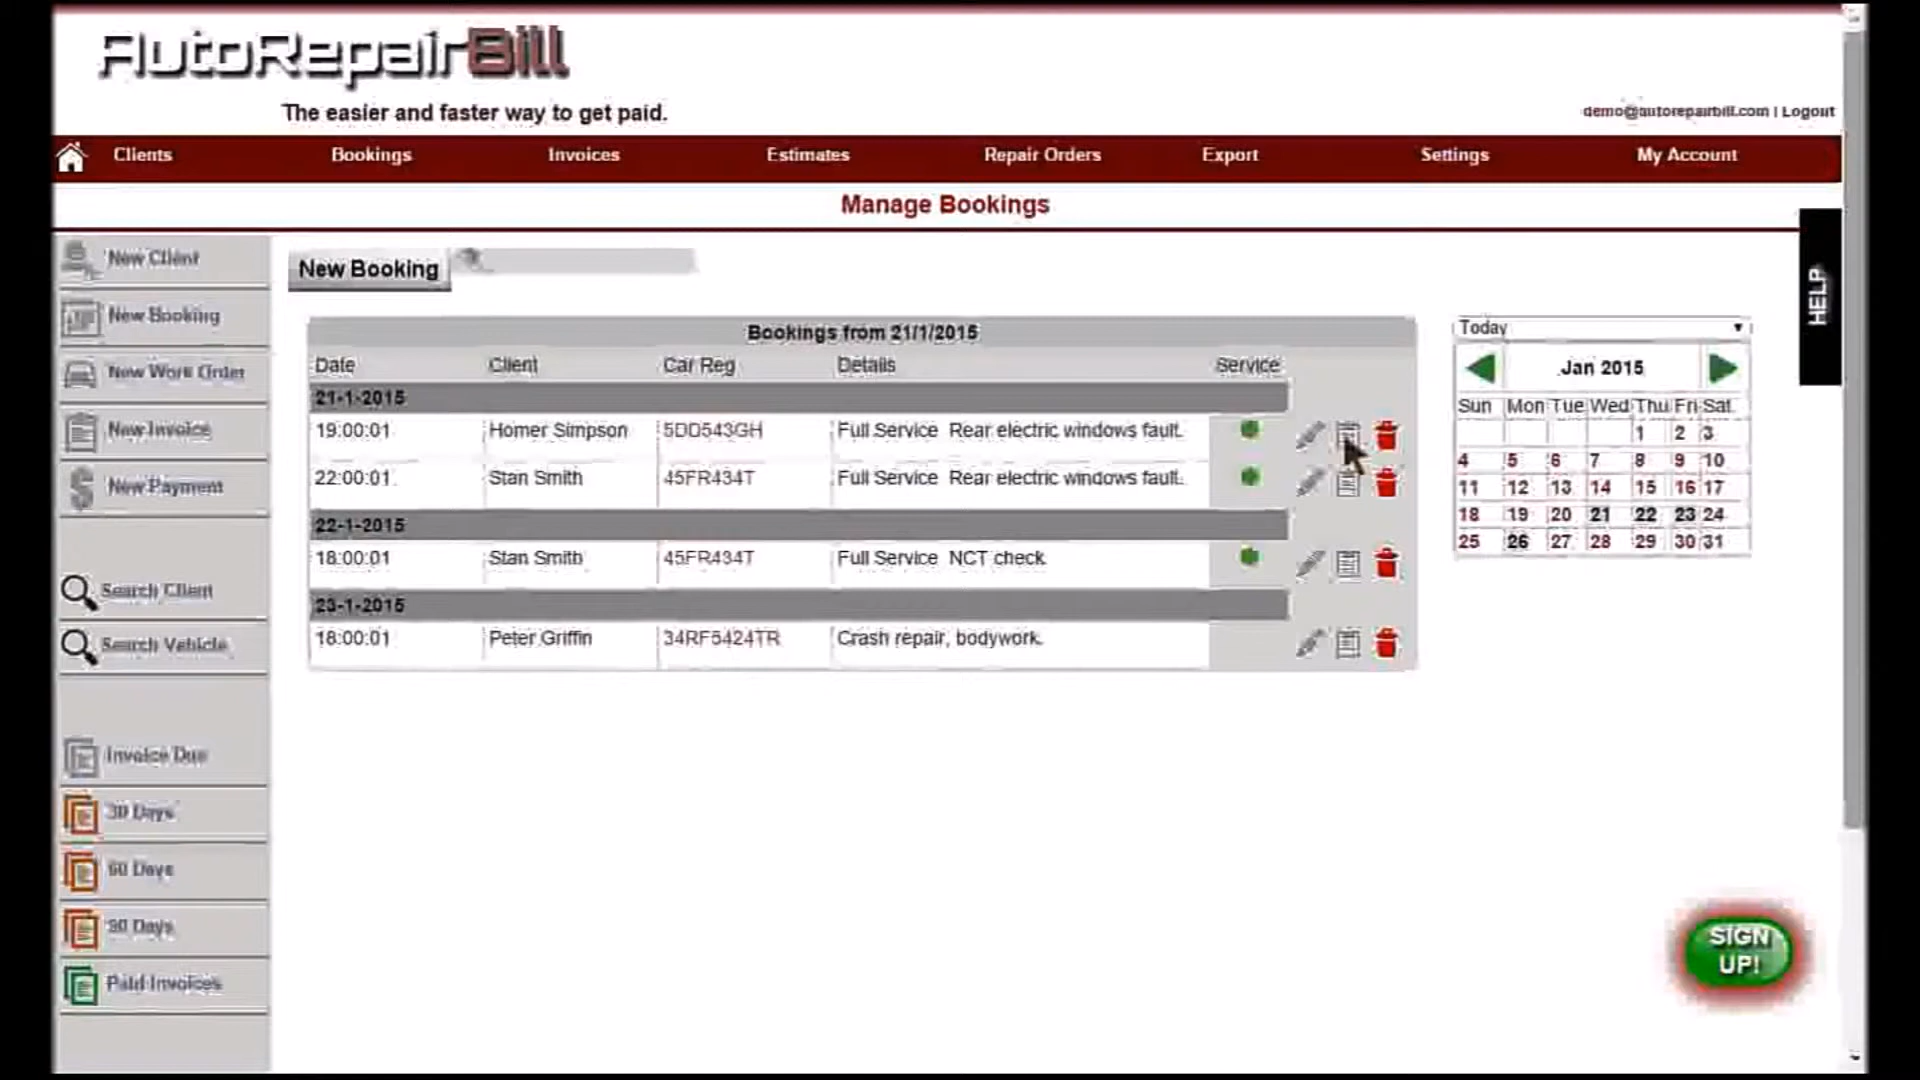 AutoRepairBill
The easier and faster way to get paid.
demo@autorepairbill.com | Logout
Clients Bookings Invoices Estimates Repair Orders Export Settings My Account
Manage Bookings
HELP
New Client
New Booking
New Work Order
New Invoice
New Payment
Search Client
Search Vehicle
Invoice Due
30 Days
60 Days
90 Days
Paid Invoices
New Booking
Bookings from 21/1/2015
Date Client Car Reg Details Service
21-1-2015
19:00:01 Homer Simpson 5DD543GH Full Service Rear electric windows fault.
22:00:01 Stan Smith 45FR434T Full Service Rear electric windows fault.
22-1-2015
18:00:01 Stan Smith 45FR434T Full Service NCT check
23-1-2015
18:00:01 Peter Griffin 34RF5424TR Crash repair, bodywork.
Today
Jan 2015
Sun Mon Tue Wed Thu Fri Sat
1 2 3
4 5 6 7 8 9 10
11 12 13 14 15 16 17
18 19 20 21 22 23 24
25 26 27 28 29 30 31
SIGN
UP!